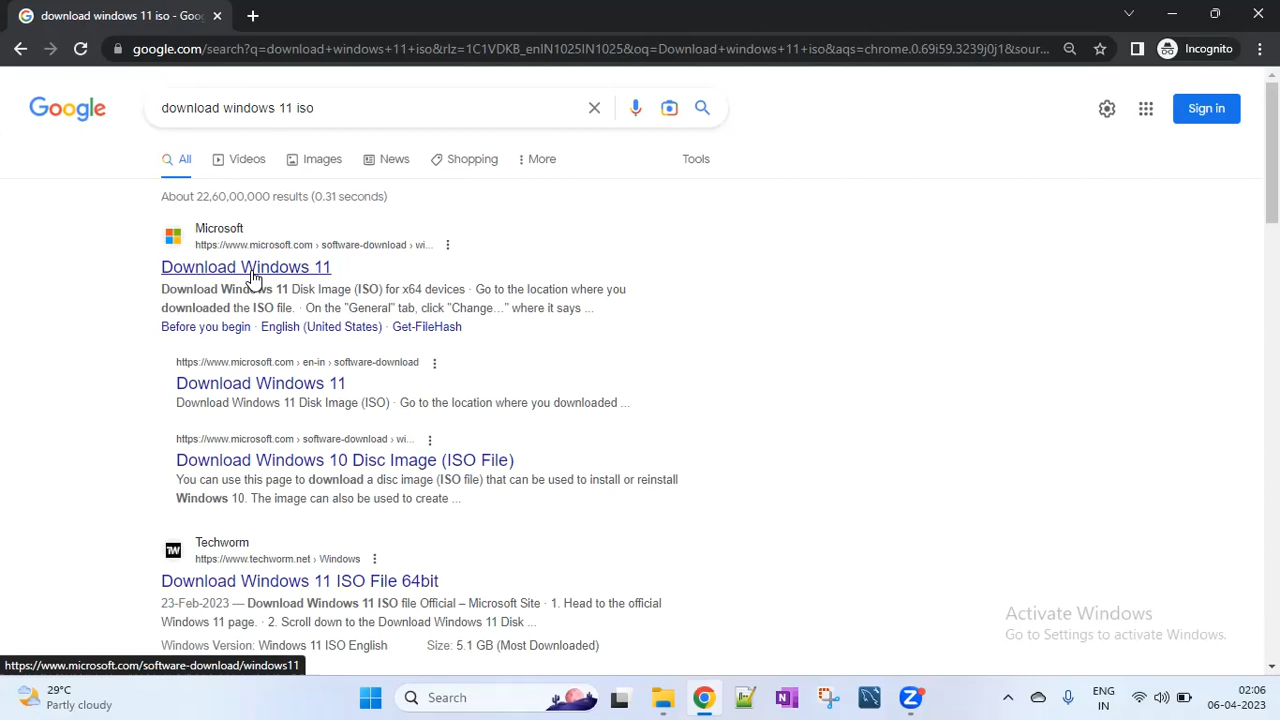 download windows 11 iso - Goo
google.com/search?q=download+windows+11+iso&rlz=1C1VDKB_enIN1025IN1025&oq=Download+windows+11+iso&aqs=chrome.0.69i59.3239j0j1&sour...
Incognito
Google
download windows 11 iso
Sign in
All
Videos
Images
News
Shopping
More
Tools
About 22,60,00,000 results (0.31 seconds)
Microsoft
https://www.microsoft.com › software-download › wi...
Download Windows 11
Download Windows 11 Disk Image (ISO) for x64 devices · Go to the location where you
downloaded the ISO file. · On the "General" tab, click "Change…" where it says ...
Before you begin · English (United States) · Get-FileHash
https://www.microsoft.com › en-in › software-download
Download Windows 11
Download Windows 11 Disk Image (ISO) · Go to the location where you downloaded ...
https://www.microsoft.com › software-download › wi...
Download Windows 10 Disc Image (ISO File)
You can use this page to download a disc image (ISO file) that can be used to install or reinstall
Windows 10. The image can also be used to create ...
TW
Techworm
https://www.techworm.net › Windows
Download Windows 11 ISO File 64bit
23-Feb-2023 — Download Windows 11 ISO file Official – Microsoft Site · 1. Head to the official
Windows 11 page. · 2. Scroll down to the Download Windows 11 Disk ...
Windows Version: Windows 11 ISO English
Size: 5.1 GB (Most Downloaded)
Activate Windows
Go to Settings to activate Windows.
https://www.microsoft.com/software-download/windows11
29°C
Partly cloudy
Search
ENG
IN
02:06
06-04-2023